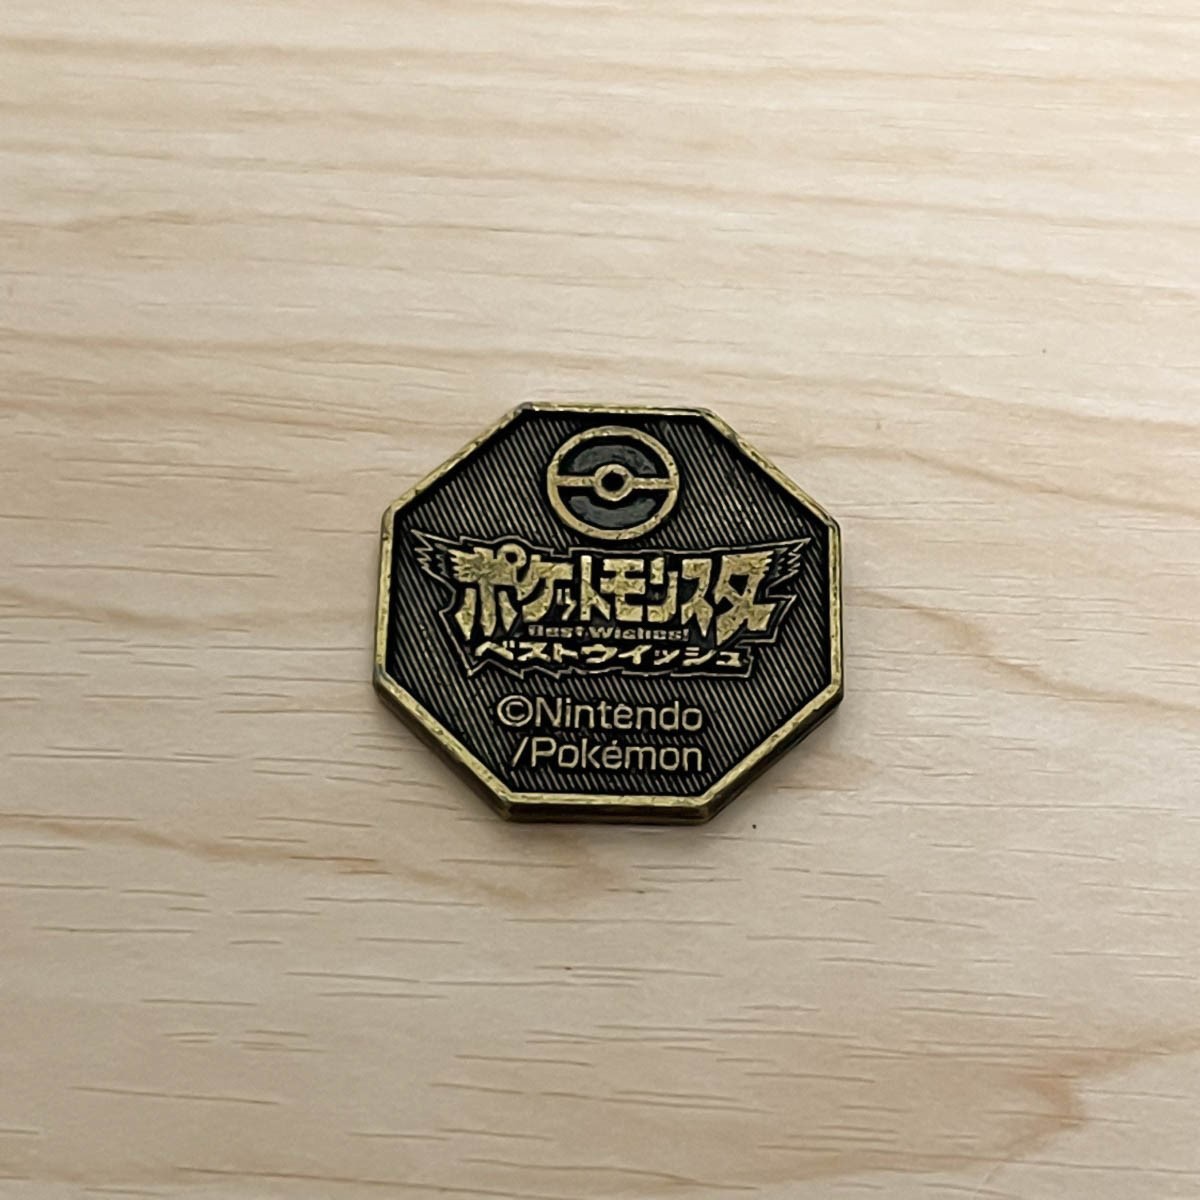 ポケットモンスター
Best Wishes!
ベストウイッシュ
©Nintendo
/Pokémon